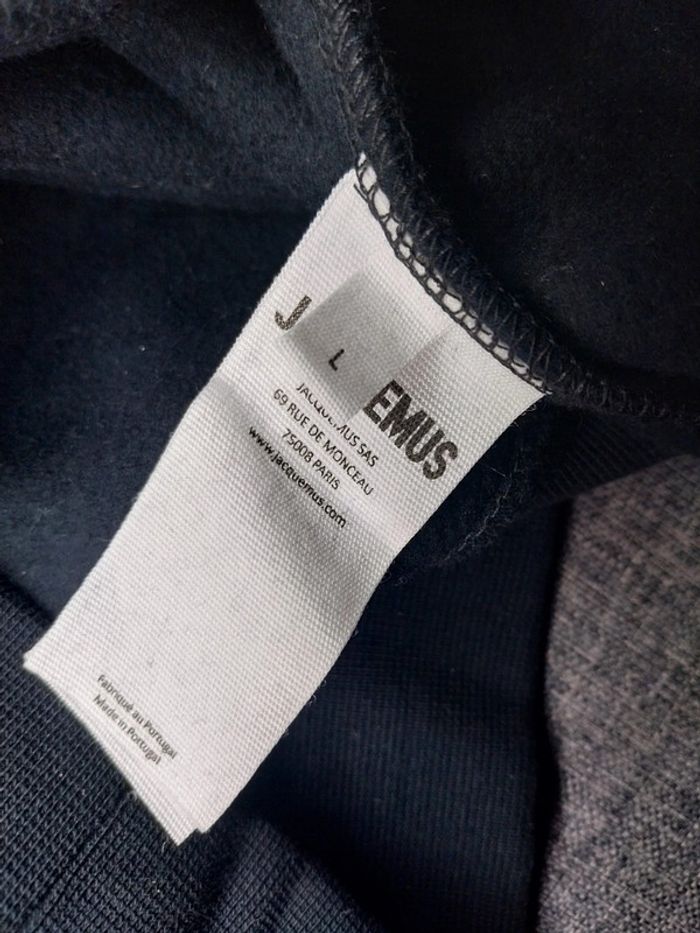 J EMUS
L
JACQUEMUS SAS
69 RUE DE MONCEAU
75008 PARIS
www.jacquemus.com
Fabriqué au Portugal
Made in Portugal